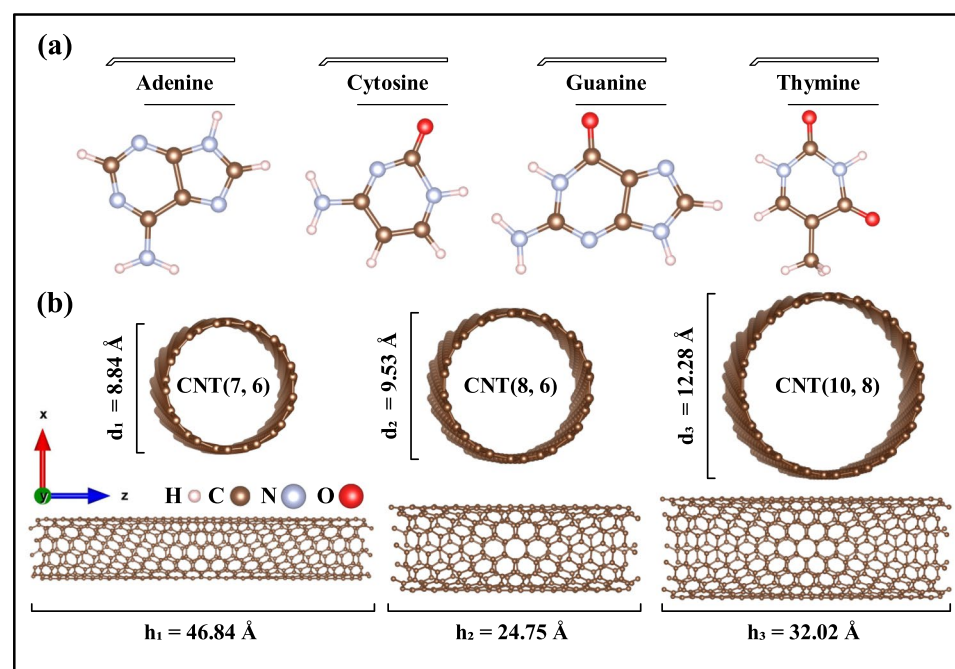 (a)
Adenine Cytosine Guanine Thymine
(b)
d₁ = 8.84 Å
CNT(7, 6)
d₂ = 9.53 Å
CNT(8, 6)
d₃ = 12.28 Å
CNT(10, 8)
x
y z
H C N O
h₁ = 46.84 Å h₂ = 24.75 Å h₃ = 32.02 Å